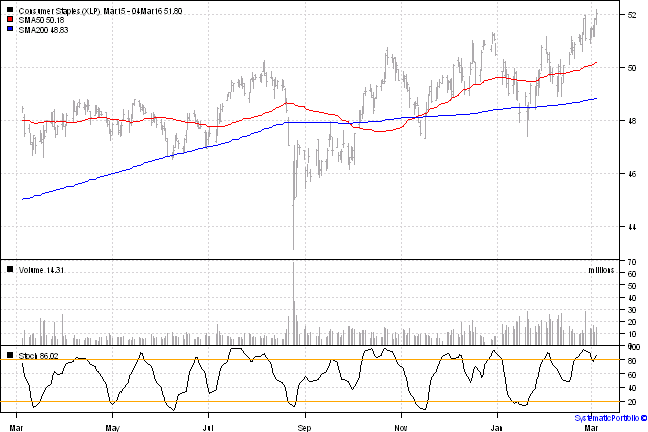 Consumer Staples (XLP), Mar15 - 04Mar16 51.80
SMA50 50.18
SMA200 48.83
52
50
48
46
44
Volume 14.31
millions
70
60
50
40
30
20
10
0
Stoch 86.02
100
80
60
40
20
Mar May Jul Sep Nov Jan Mar
SystematicPortfolio ©